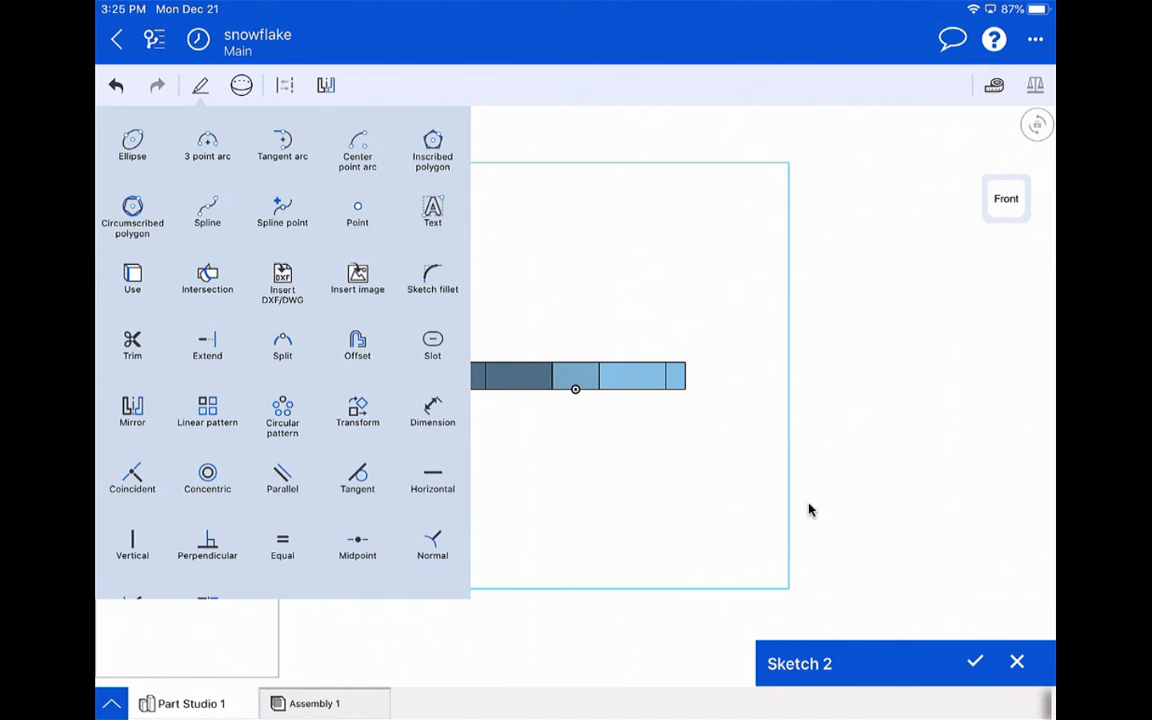 3:25 PM Mon Dec 21
87%
snowflake
Main
Ellipse
3 point arc
Tangent arc
Center
point arc
Inscribed
polygon
Circumscribed
polygon
Spline
Spline point
Point
Text
Use
Intersection
Insert
DXF/DWG
Insert image
Sketch fillet
Trim
Extend
Split
Offset
Slot
Mirror
Linear pattern
Circular
pattern
Transform
Dimension
Coincident
Concentric
Parallel
Tangent
Horizontal
Vertical
Perpendicular
Equal
Midpoint
Normal
Front
Sketch 2
Part Studio 1
Assembly 1